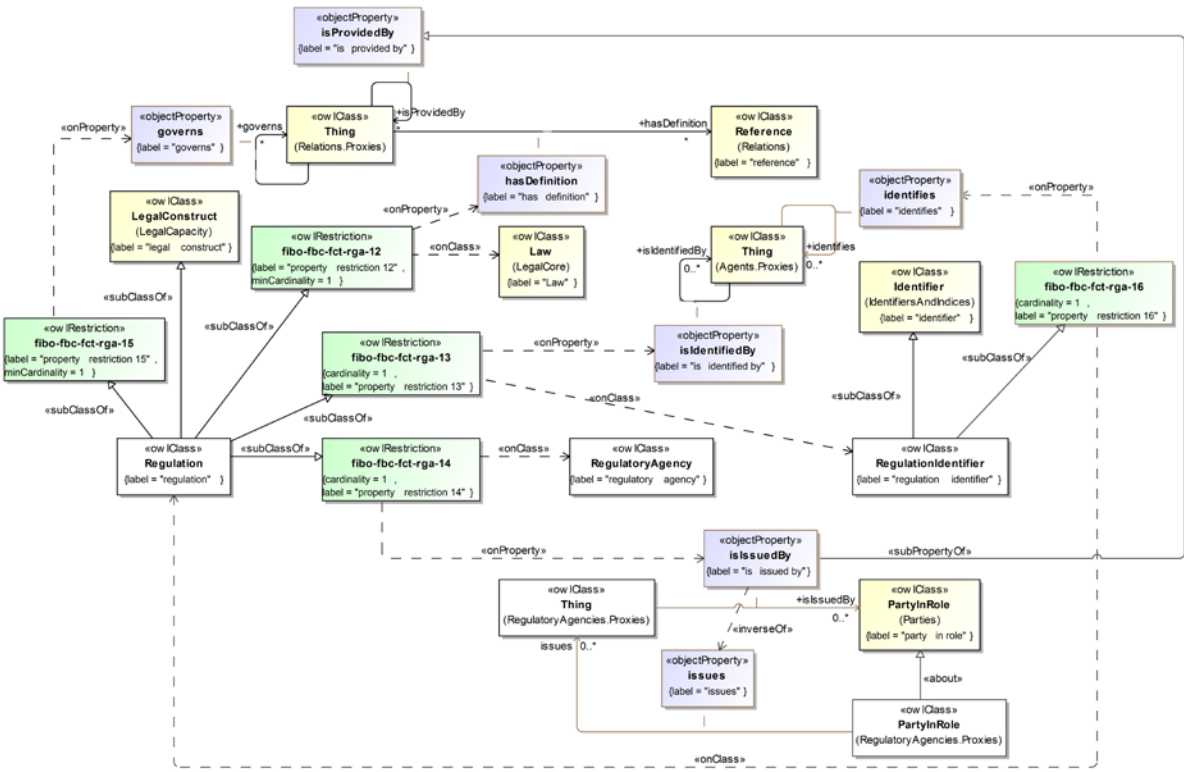 «objectProperty»
isProvidedBy
{label = "is provided by" }
+isProvidedBy
*
«onProperty»
«objectProperty»
governs
{label = "governs" }
+governs
*
«owlClass»
Thing
(Relations.Proxies)
+hasDefinition
*
«owlClass»
Reference
(Relations)
{label = "reference" }
«objectProperty»
hasDefinition
{label = "has definition" }
«objectProperty»
identifies
{label = "identifies" }
«onProperty»
«owlClass»
LegalConstruct
(LegalCapacity)
{label = "legal construct" }
«onProperty»
«owlRestriction»
fibo-fbc-fct-rga-12
{label = "property restriction 12" ,
minCardinality = 1 }
«onClass»
«owlClass»
Law
(LegalCore)
{label = "Law" }
+isIdentifiedBy
0..*
«owlClass»
Thing
(Agents.Proxies)
+identifies
0..*
«owlClass»
Identifier
(IdentifiersAndIndices)
{label = "identifier" }
«owlRestriction»
fibo-fbc-fct-rga-16
{cardinality = 1 ,
label = "property restriction 16" }
«subClassOf»
«subClassOf»
«owlRestriction»
fibo-fbc-fct-rga-15
{label = "property restriction 15" ,
minCardinality = 1 }
«owlRestriction»
fibo-fbc-fct-rga-13
{cardinality = 1 ,
label = "property restriction 13" }
«onProperty»
«objectProperty»
isIdentifiedBy
{label = "is identified by" }
«subClassOf»
«subClassOf»
«onClass»
«subClassOf»
«subClassOf»
«owlClass»
Regulation
{label = "regulation" }
«subClassOf»
«owlRestriction»
fibo-fbc-fct-rga-14
{cardinality = 1 ,
label = "property restriction 14" }
«onClass»
«owlClass»
RegulatoryAgency
{label = "regulatory agency" }
«owlClass»
RegulationIdentifier
{label = "regulation identifier" }
«onProperty»
«objectProperty»
isIssuedBy
{label = "is issued by" }
«subPropertyOf»
«owlClass»
Thing
(RegulatoryAgencies.Proxies)
+isIssuedBy
0..*
«owlClass»
PartyInRole
(Parties)
{label = "party in role" }
/«inverseOf»
issues
0..*
«objectProperty»
issues
{label = "issues" }
«about»
«owlClass»
PartyInRole
(RegulatoryAgencies.Proxies)
«onClass»